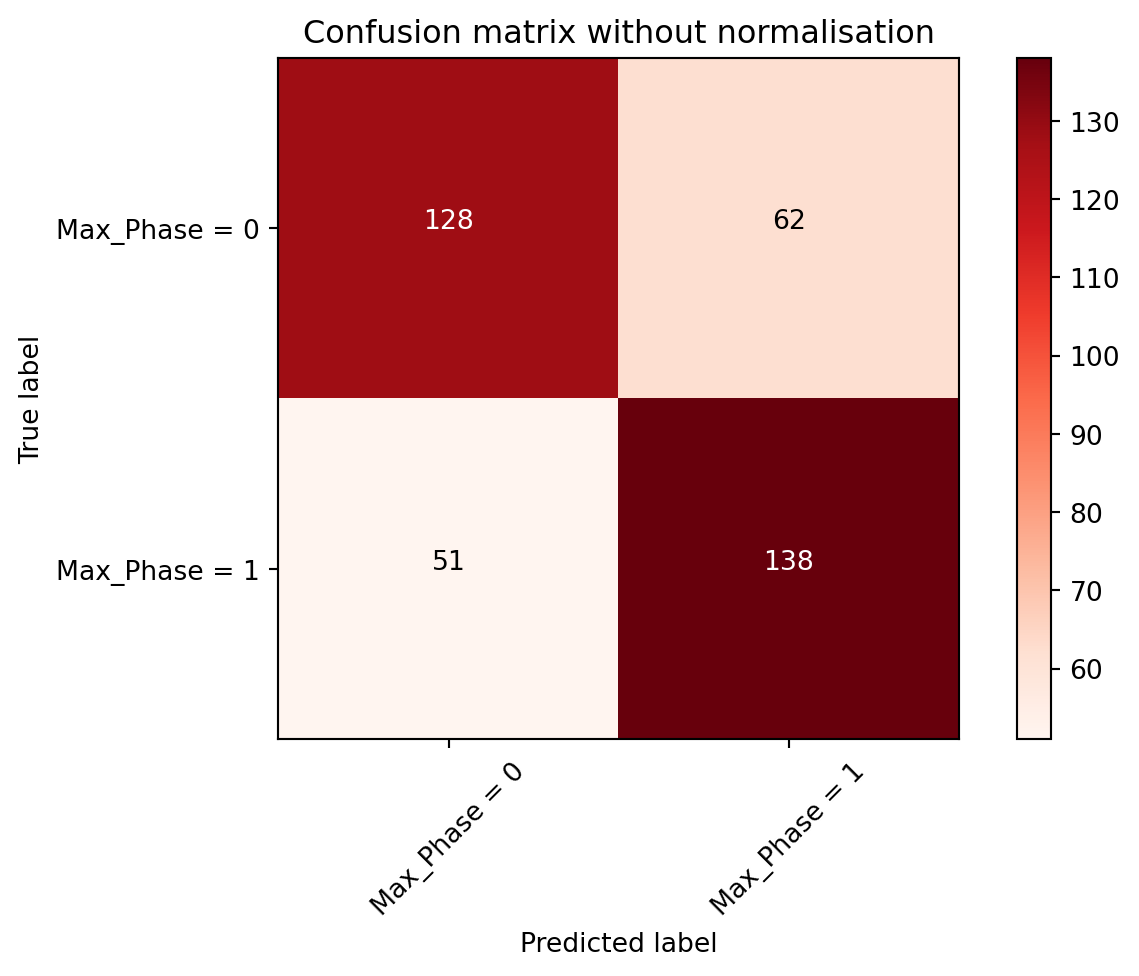 Confusion matrix without normalisation
True label
Max_Phase = 0
128
62
Max_Phase = 1
51
138
Max_Phase = 0
Max_Phase = 1
Predicted label
130
120
110
100
90
80
70
60